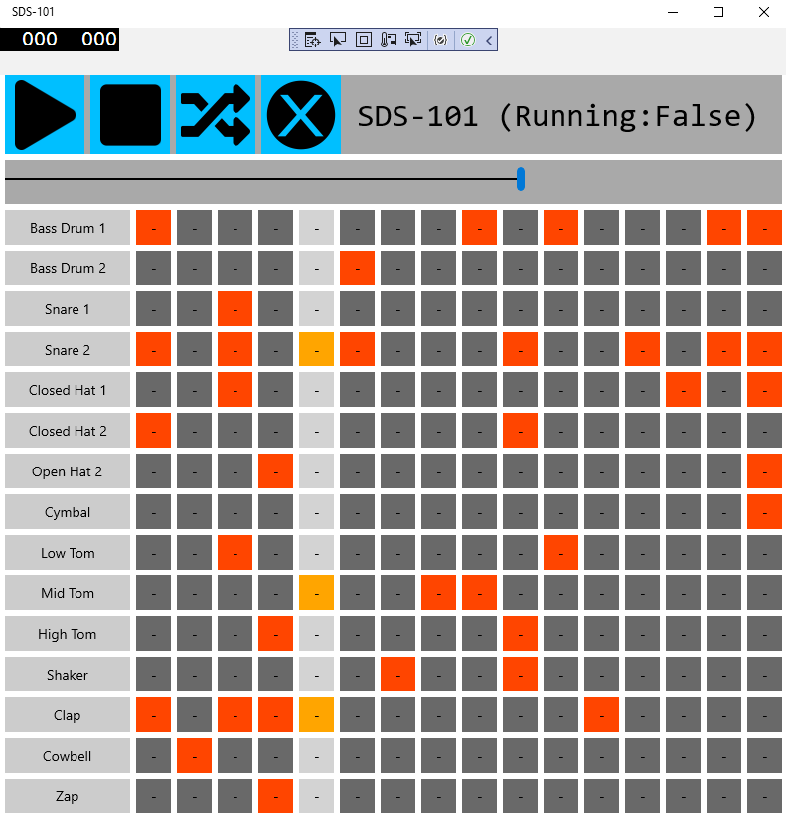 SDS-101
000 000
X SDS-101 (Running:False)
Bass Drum 1 - - - - - - - - - - - - - - - -
Bass Drum 2 - - - - - - - - - - - - - - - -
Snare 1 - - - - - - - - - - - - - - - -
Snare 2 - - - - - - - - - - - - - - - -
Closed Hat 1 - - - - - - - - - - - - - - - -
Closed Hat 2 - - - - - - - - - - - - - - - -
Open Hat 2 - - - - - - - - - - - - - - - -
Cymbal - - - - - - - - - - - - - - - -
Low Tom - - - - - - - - - - - - - - - -
Mid Tom - - - - - - - - - - - - - - - -
High Tom - - - - - - - - - - - - - - - -
Shaker - - - - - - - - - - - - - - - -
Clap - - - - - - - - - - - - - - - -
Cowbell - - - - - - - - - - - - - - - -
Zap - - - - - - - - - - - - - - - -